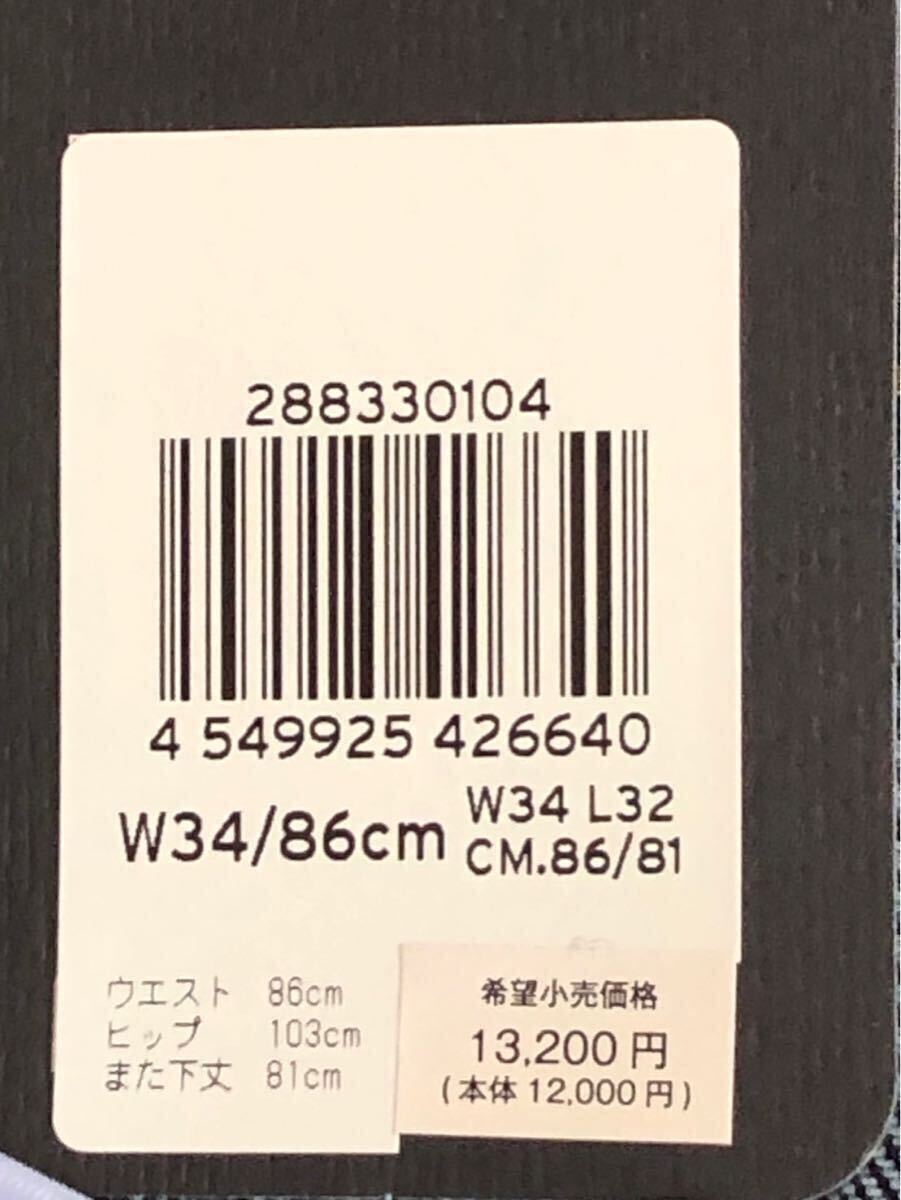 288330104
4 549925 426640
W34/86cm
W34 L32
CM.86/81
ウエスト 86cm
ヒップ 103cm
また下丈 81cm
希望小売価格
13,200 円
(本体 12,000 円)